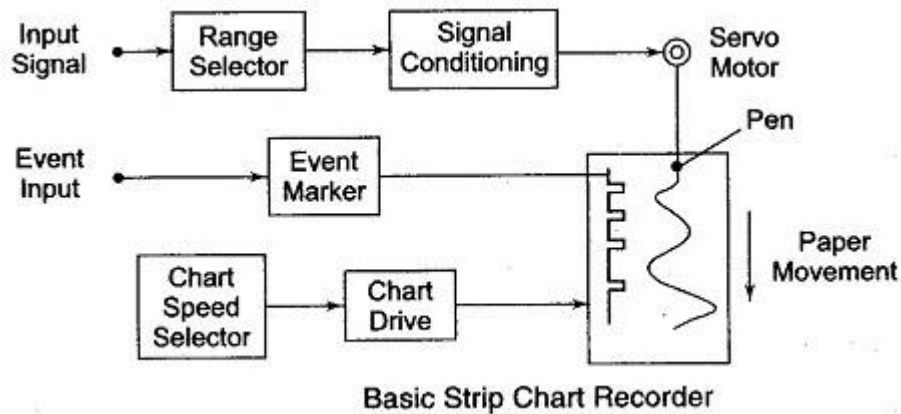 Input
Signal
Range
Selector
Signal
Conditioning
Servo
Motor
Pen
Event
Input
Event
Marker
Paper
Movement
Chart
Speed
Selector
Chart
Drive
Basic Strip Chart Recorder